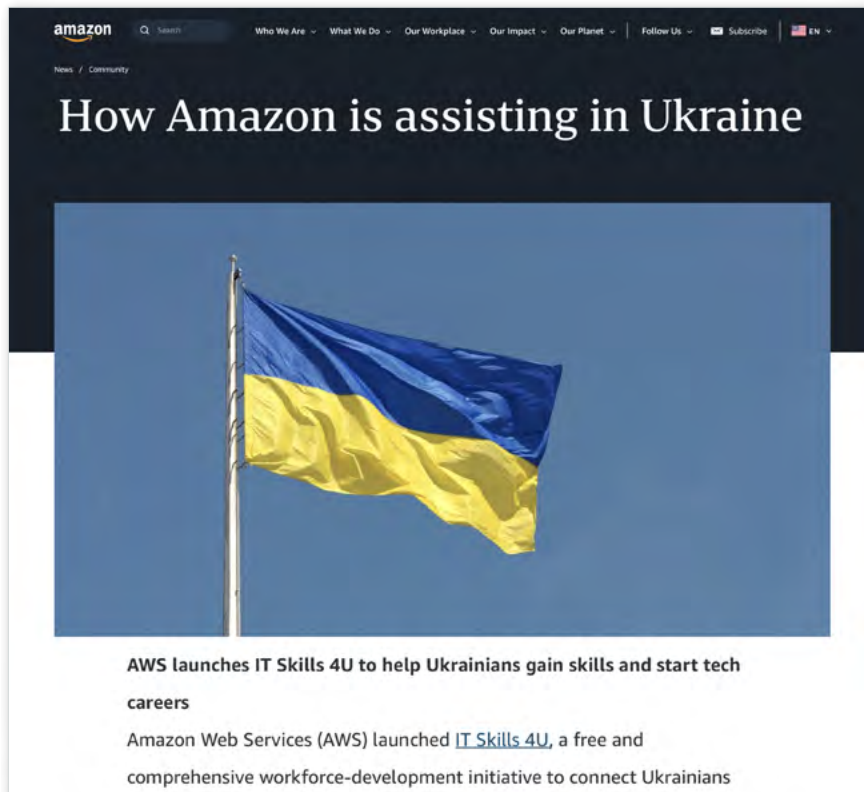 amazon
Search
Who We Are
What We Do
Our Workplace
Our Impact
Our Planet
Follow Us
Subscribe
EN
News / Community
How Amazon is assisting in Ukraine
AWS launches IT Skills 4U to help Ukrainians gain skills and start tech
careers
Amazon Web Services (AWS) launched IT Skills 4U, a free and
comprehensive workforce-development initiative to connect Ukrainians